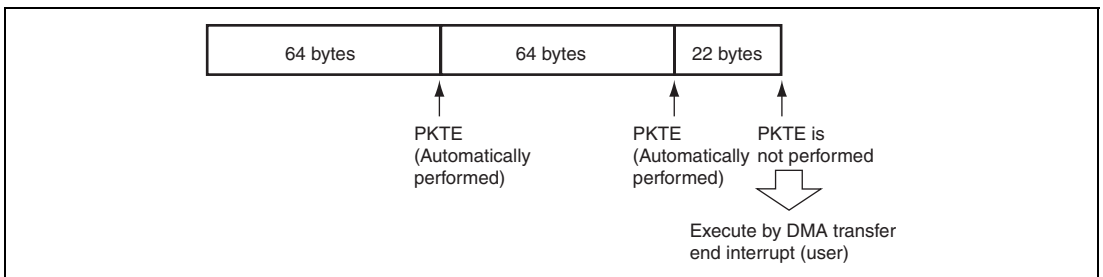 64 bytes
64 bytes
22 bytes
PKTE
(Automatically
performed)
PKTE
(Automatically
performed)
PKTE is
not performed
Execute by DMA transfer
end interrupt (user)